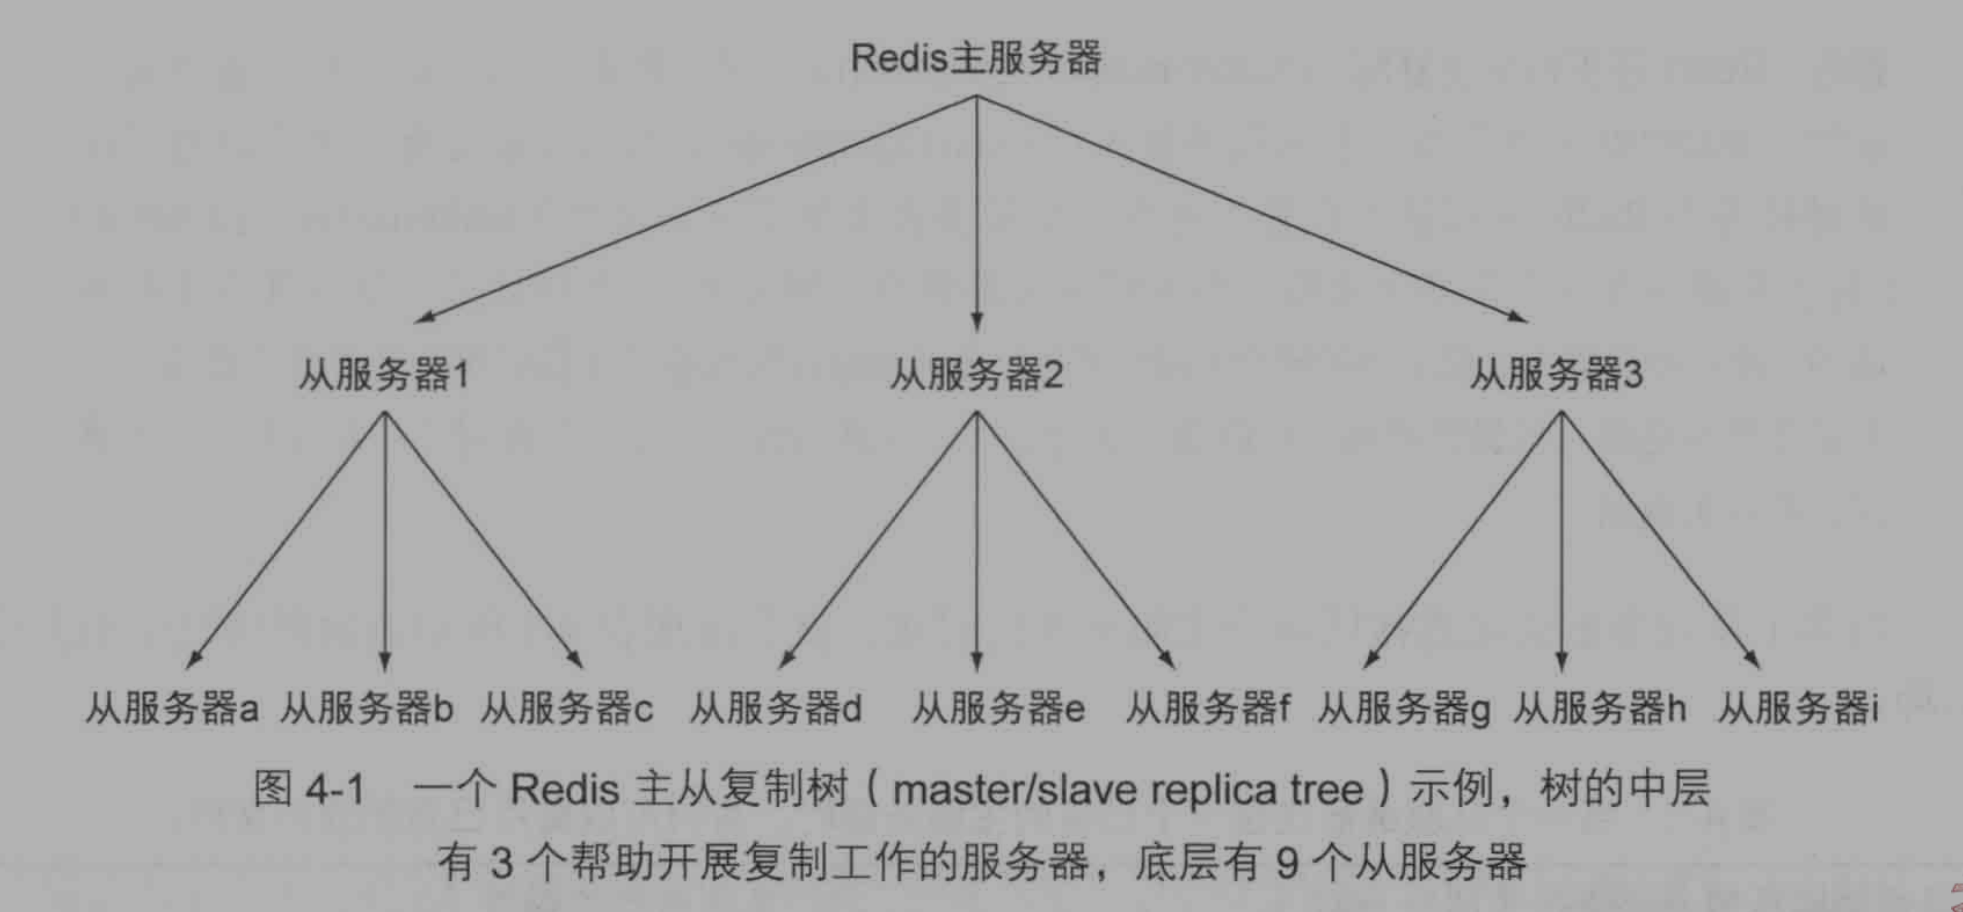 Redis主服务器
从服务器1 从服务器2 从服务器3
从服务器a 从服务器b 从服务器c 从服务器d 从服务器e 从服务器f 从服务器g 从服务器h 从服务器i
图 4-1 一个 Redis 主从复制树（master/slave replica tree）示例，树的中层
有 3 个帮助开展复制工作的服务器，底层有 9 个从服务器